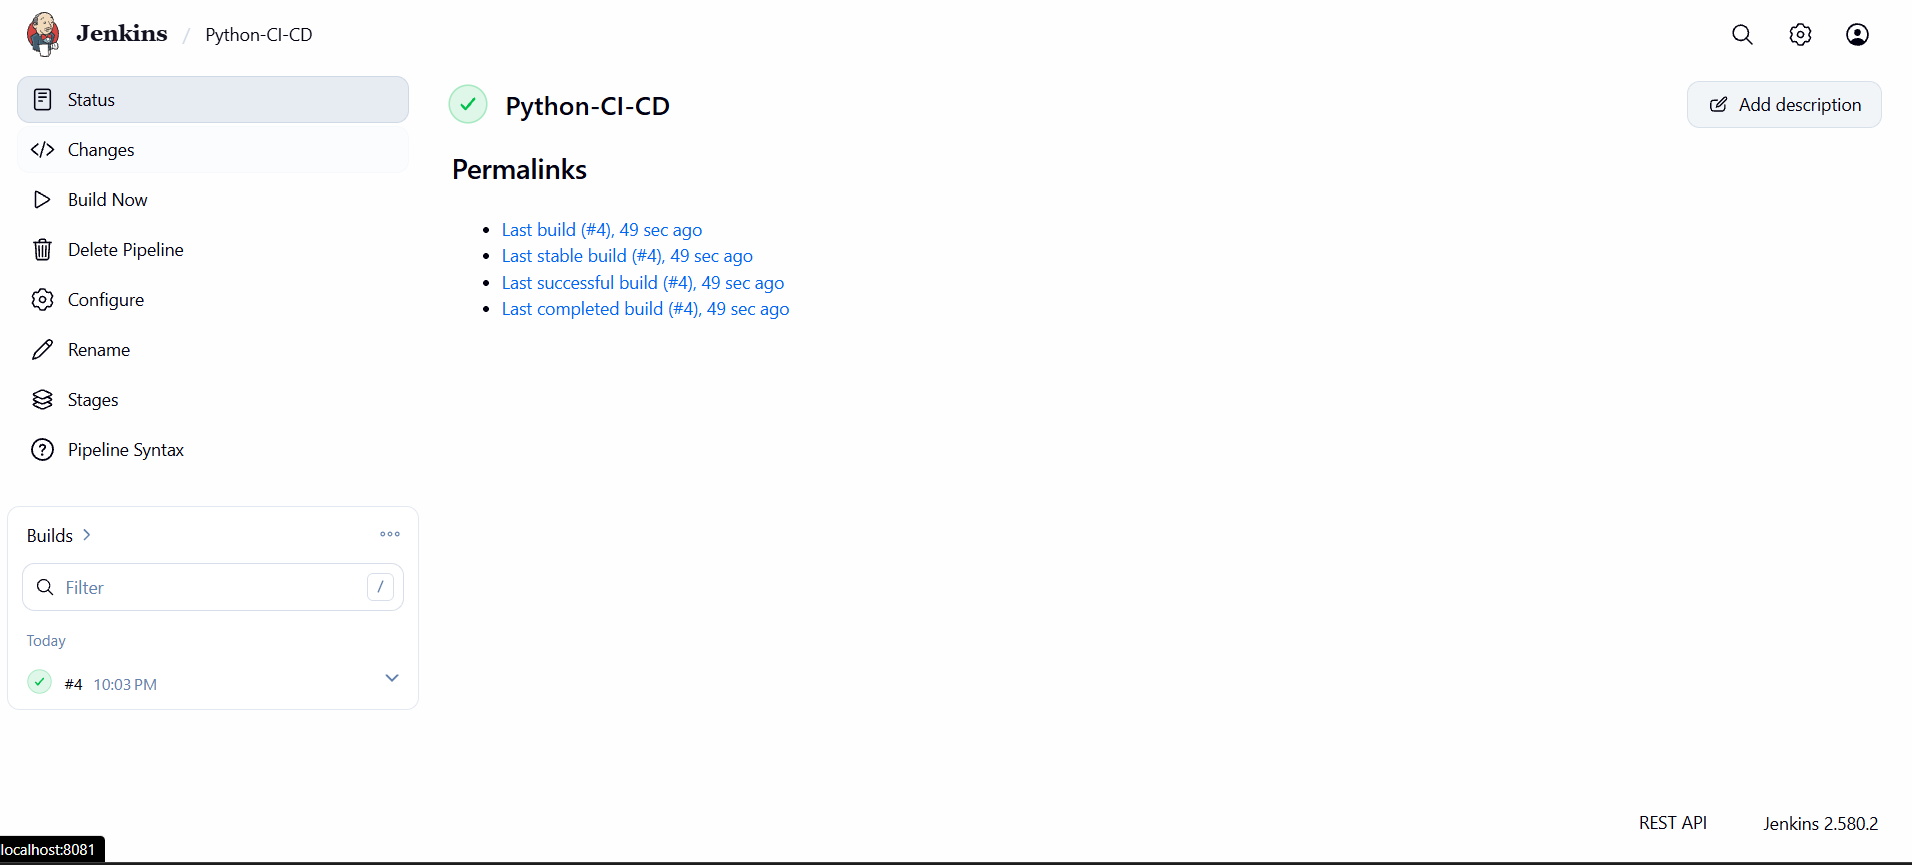 Jenkins / Python-CI-CD
Status
Changes
Build Now
Delete Pipeline
Configure
Rename
Stages
Pipeline Syntax
Builds
Filter /
Today
#4 10:03 PM
Python-CI-CD
Add description
Permalinks
Last build (#4), 49 sec ago
Last stable build (#4), 49 sec ago
Last successful build (#4), 49 sec ago
Last completed build (#4), 49 sec ago
REST API Jenkins 2.580.2
localhost:8081